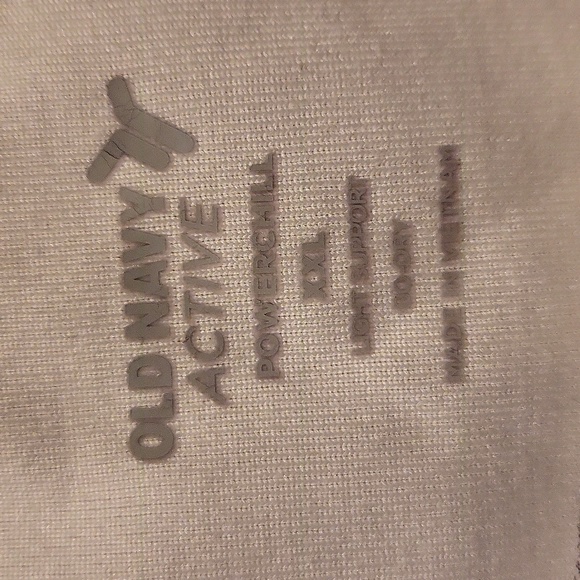 OLD NAVY
ACTIVE
POWERCHILL
XXL
LIGHT SUPPORT
GO-DRY
MADE IN VIETNAM